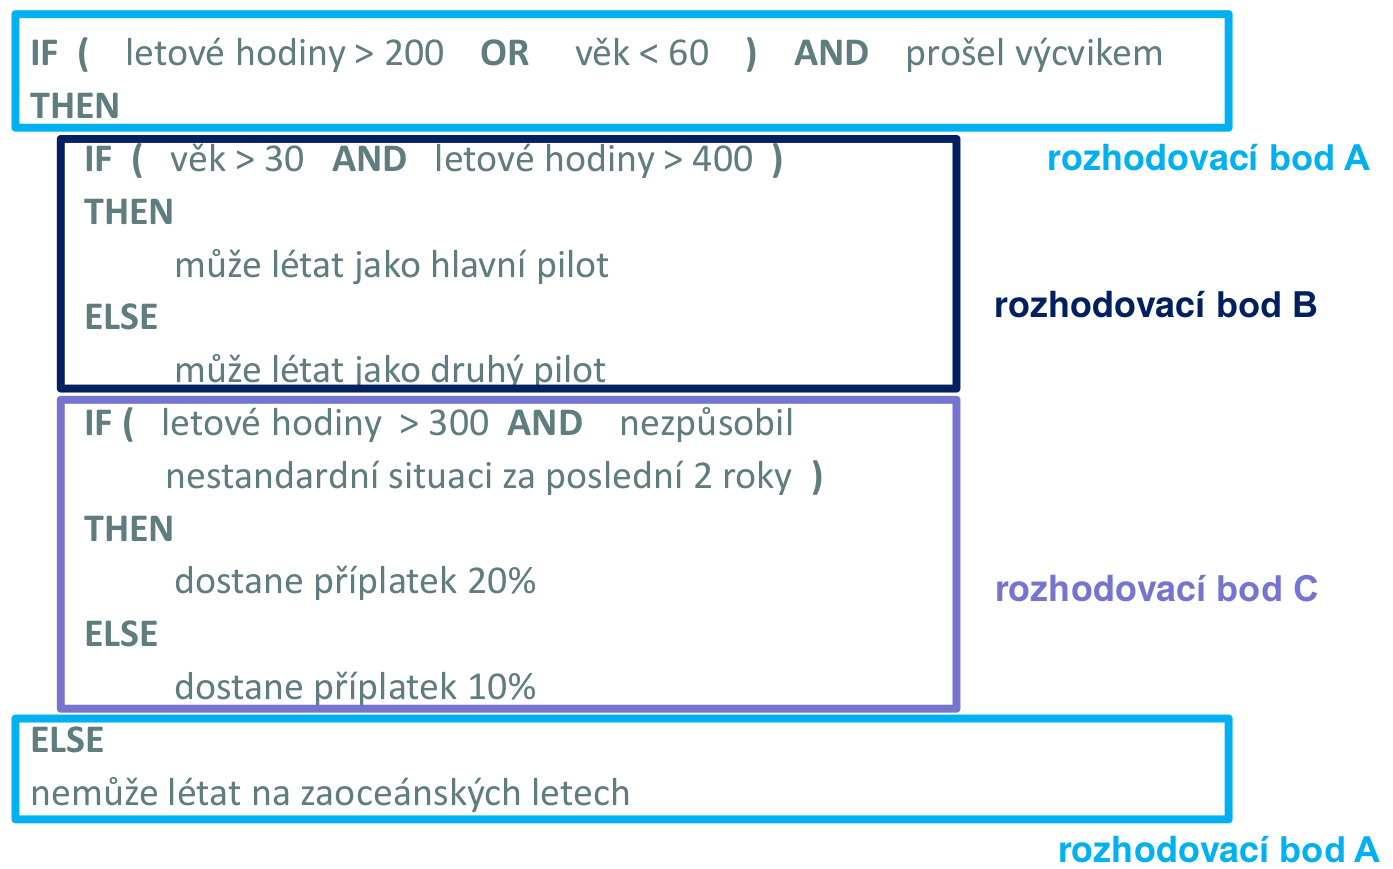 IF ( letové hodiny > 200 OR věk < 60 ) AND prošel výcvikem
THEN
IF ( věk > 30 AND letové hodiny > 400 )
rozhodovací bod A
THEN
může létat jako hlavní pilot
rozhodovací bod B
ELSE
může létat jako druhý pilot
IF ( letové hodiny > 300 AND nezpůsobil
nestandardní situaci za poslední 2 roky )
THEN
dostane příplatek 20%
rozhodovací bod C
ELSE
dostane příplatek 10%
ELSE
nemůže létat na zaoceánských letech
rozhodovací bod A